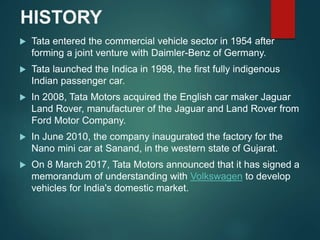 HISTORY
Tata entered the commercial vehicle sector in 1954 after
forming a joint venture with Daimler-Benz of Germany.
Tata launched the Indica in 1998, the first fully indigenous
Indian passenger car.
In 2008, Tata Motors acquired the English car maker Jaguar
Land Rover, manufacturer of the Jaguar and Land Rover from
Ford Motor Company.
In June 2010, the company inaugurated the factory for the
Nano mini car at Sanand, in the western state of Gujarat.
On 8 March 2017, Tata Motors announced that it has signed a
memorandum of understanding with Volkswagen to develop
vehicles for India's domestic market.